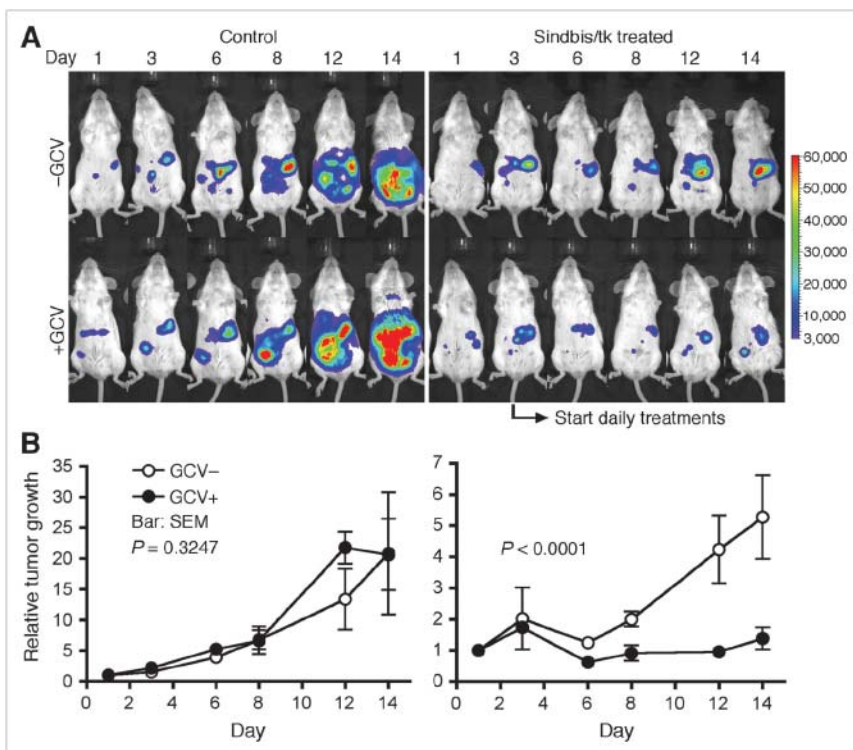 A
Control
Sindbis/tk treated
Day 1 3 6 8 12 14
1 3 6 8 12 14
−GCV
+GCV
60,000
50,000
40,000
30,000
20,000
10,000
3,000
Start daily treatments
B
Relative tumor growth
35
30
25
20
15
10
5
0
GCV−
GCV+
Bar: SEM
P = 0.3247
0 2 4 6 8 10 12 14
Day
7
6
5
4
3
2
1
0
P < 0.0001
0 2 4 6 8 10 12 14
Day